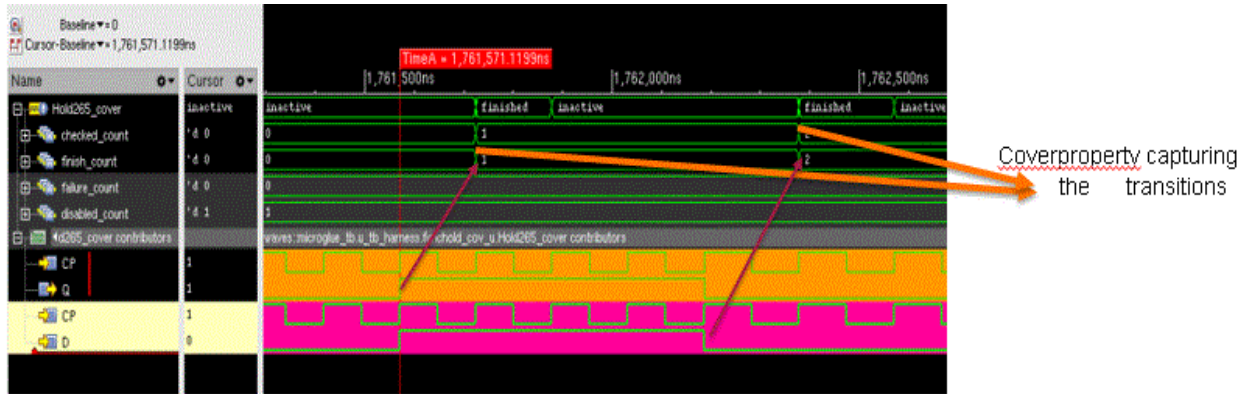 Baseline▼= 0
Cursor-Baseline▼= 1,761,571.1199ns
TimeA = 1,761,571.1199ns
Name Cursor 1,761,500ns 1,762,000ns 1,762,500ns
Hold265_cover inactive inactive finished inactive finished inactive
checked_count 'd 0 0 1
finish_count 'd 0 0 1 2
failure_count 'd 0 0
disabled_count 'd 1 1
d265_cover contributors
CP 1
Q 1
CP 1
D 0
Coverproperty capturing
the transitions